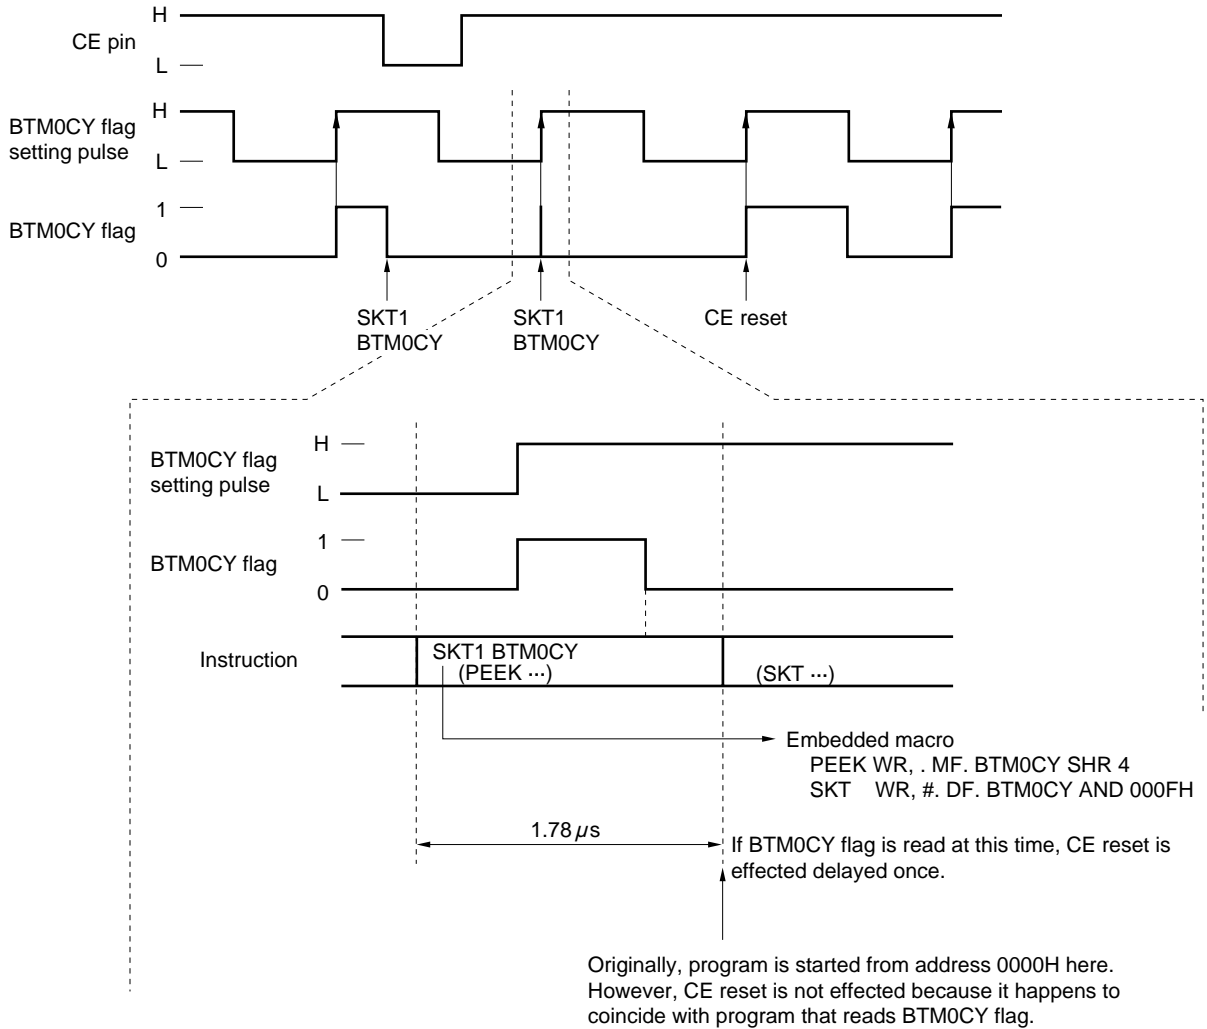 H
CE pin
L
H
BTM0CY flag
setting pulse
L
1
BTM0CY flag
0
SKT1
BTM0CY
SKT1
BTM0CY
CE reset
H
BTM0CY flag
setting pulse
L
1
BTM0CY flag
0
Instruction
SKT1 BTM0CY
(PEEK ···)
(SKT ···)
Embedded macro
PEEK WR, . MF. BTM0CY SHR 4
SKT WR, #. DF. BTM0CY AND 000FH
1.78 µs
If BTM0CY flag is read at this time, CE reset is
effected delayed once.
Originally, program is started from address 0000H here.
However, CE reset is not effected because it happens to
coincide with program that reads BTM0CY flag.